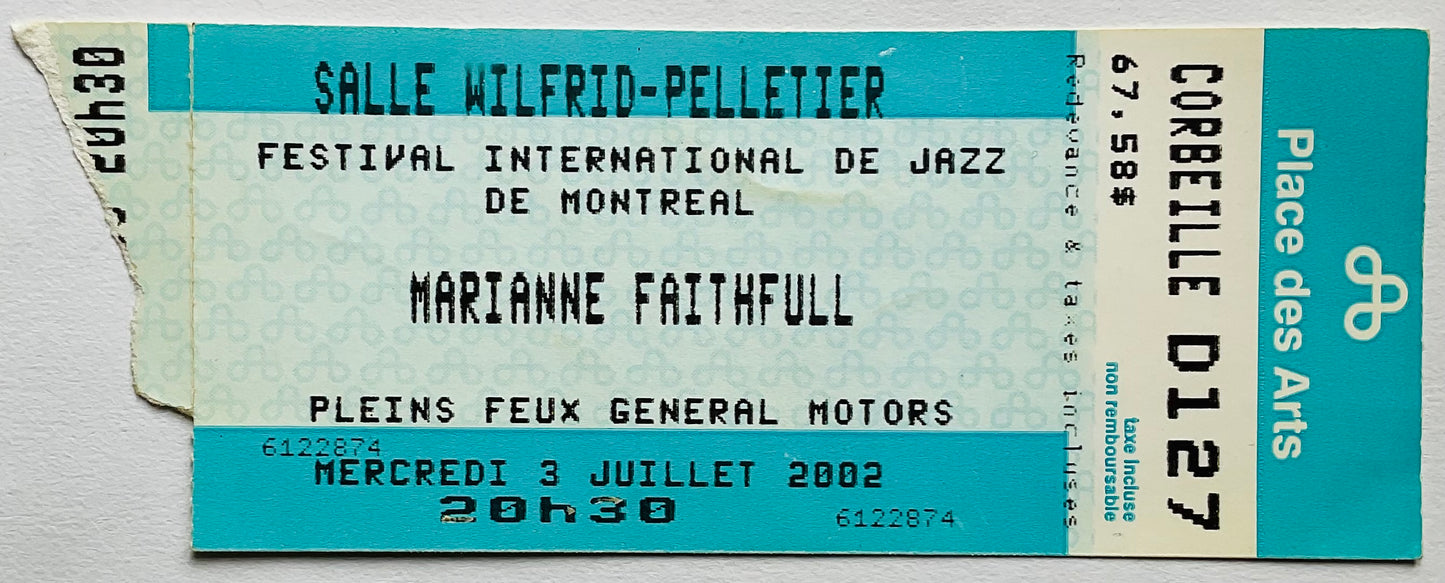 20h30
SALLE WILFRID-PELLETIER
FESTIVAL INTERNATIONAL DE JAZZ
DE MONTREAL
MARIANNE FAITHFULL
PLEINS FEUX GENERAL MOTORS
6122874
MERCREDI 3 JUILLET 2002
20h30
6122874
Redevance & taxes incluses
67,58$
taxe incluse
non remboursable
CORBEILLE D127
Place des Arts